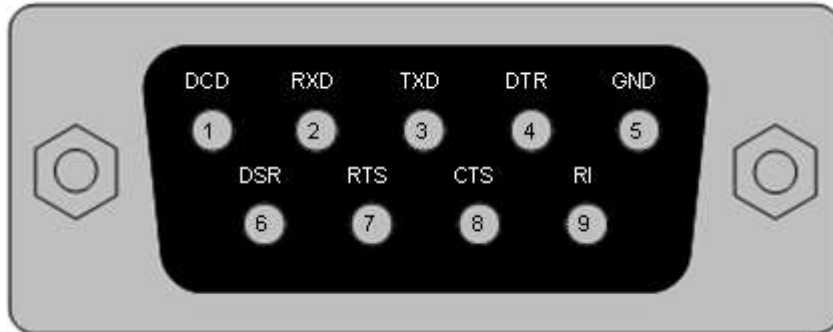 DCD RXD TXD DTR GND
1 2 3 4 5
DSR RTS CTS RI
6 7 8 9